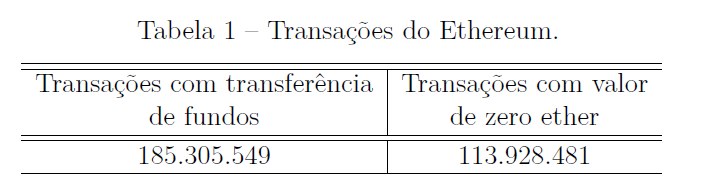 Tabela 1 – Transações do Ethereum.
Transações com transferência
de fundos
Transações com valor
de zero ether
185.305.549
113.928.481